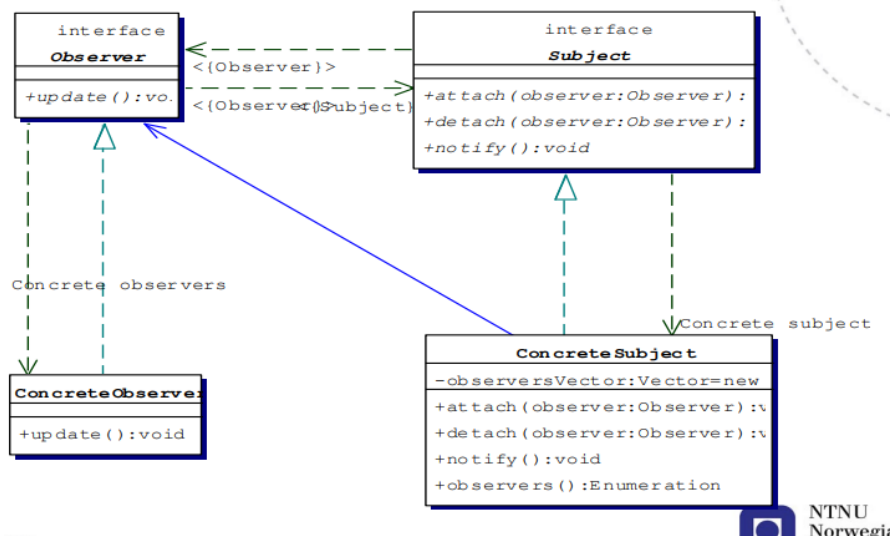 interface
Observer
+update():vo.
<{Observer}>
<{Observer}>
<{Subject}
interface
Subject
+attach(observer:Observer):
+detach(observer:Observer):
+notify():void
Concrete observers
ConcreteObserver
+update():void
Concrete subject
ConcreteSubject
-observersVector:Vector=new
+attach(observer:Observer):v
+detach(observer:Observer):v
+notify():void
+observers():Enumeration
NTNU
Norwegia